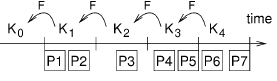 F F F F
time
K0 K1 K2 K3 K4
P1 P2 P3 P4 P5 P6 P7